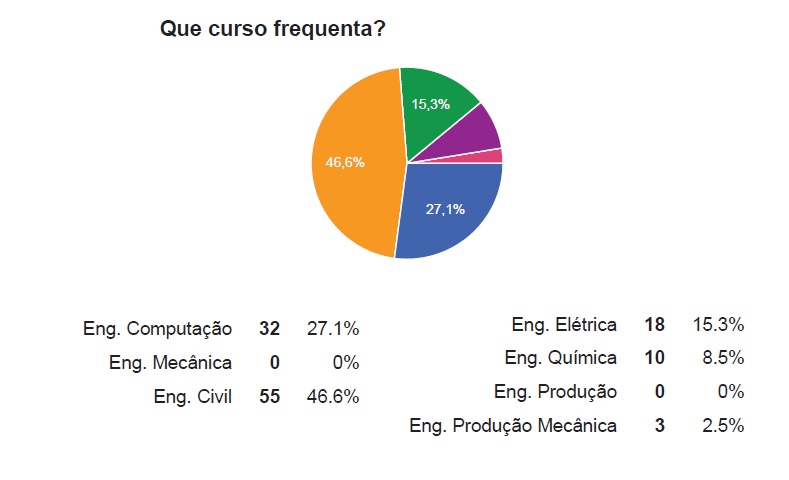 Que curso frequenta?
15,3%
46,6%
27,1%
Eng. Computação 32 27.1%
Eng. Mecânica 0 0%
Eng. Civil 55 46.6%
Eng. Elétrica 18 15.3%
Eng. Química 10 8.5%
Eng. Produção 0 0%
Eng. Produção Mecânica 3 2.5%